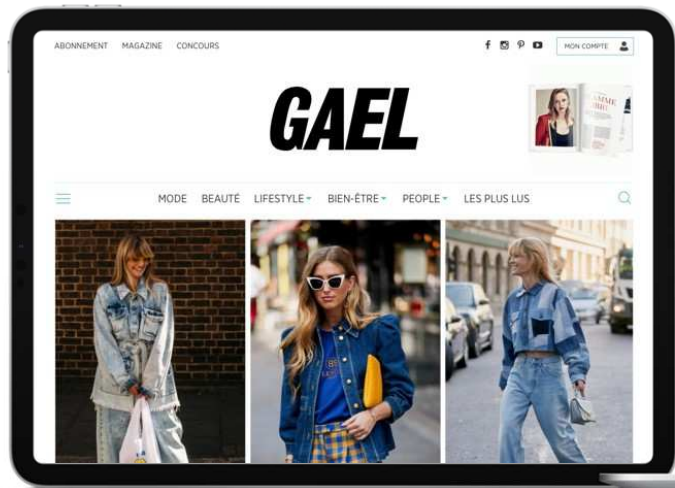 ABONNEMENT MAGAZINE CONCOURS
MON COMPTE
GAEL
MODE BEAUTÉ LIFESTYLE BIEN-ÊTRE PEOPLE LES PLUS LUS